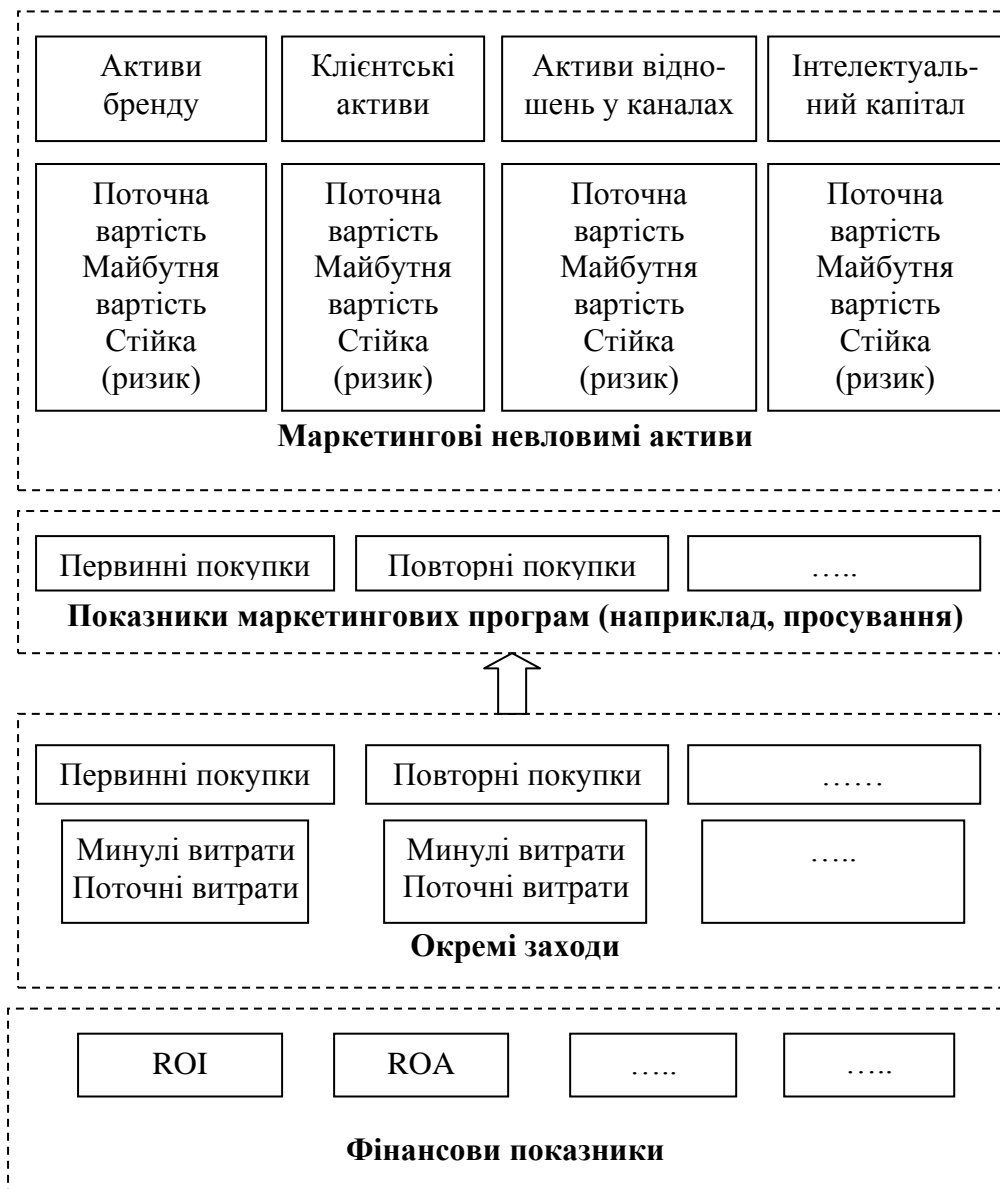 Активи
бренду
Клієнтські
активи
Активи відно-
шень у каналах
Інтелектуаль-
ний капітал
Поточна
вартість
Майбутня
вартість
Стійка
(ризик)
Поточна
вартість
Майбутня
вартість
Стійка
(ризик)
Поточна
вартість
Майбутня
вартість
Стійка
(ризик)
Поточна
вартість
Майбутня
вартість
Стійка
(ризик)
Маркетингові невловимі активи
Первинні покупки
Повторні покупки
…..
Показники маркетингових програм (наприклад, просування)
Первинні покупки
Повторні покупки
……
Минулі витрати
Поточні витрати
Минулі витрати
Поточні витрати
…..
Окремі заходи
ROI
ROA
…..
…..
Фінансови показники